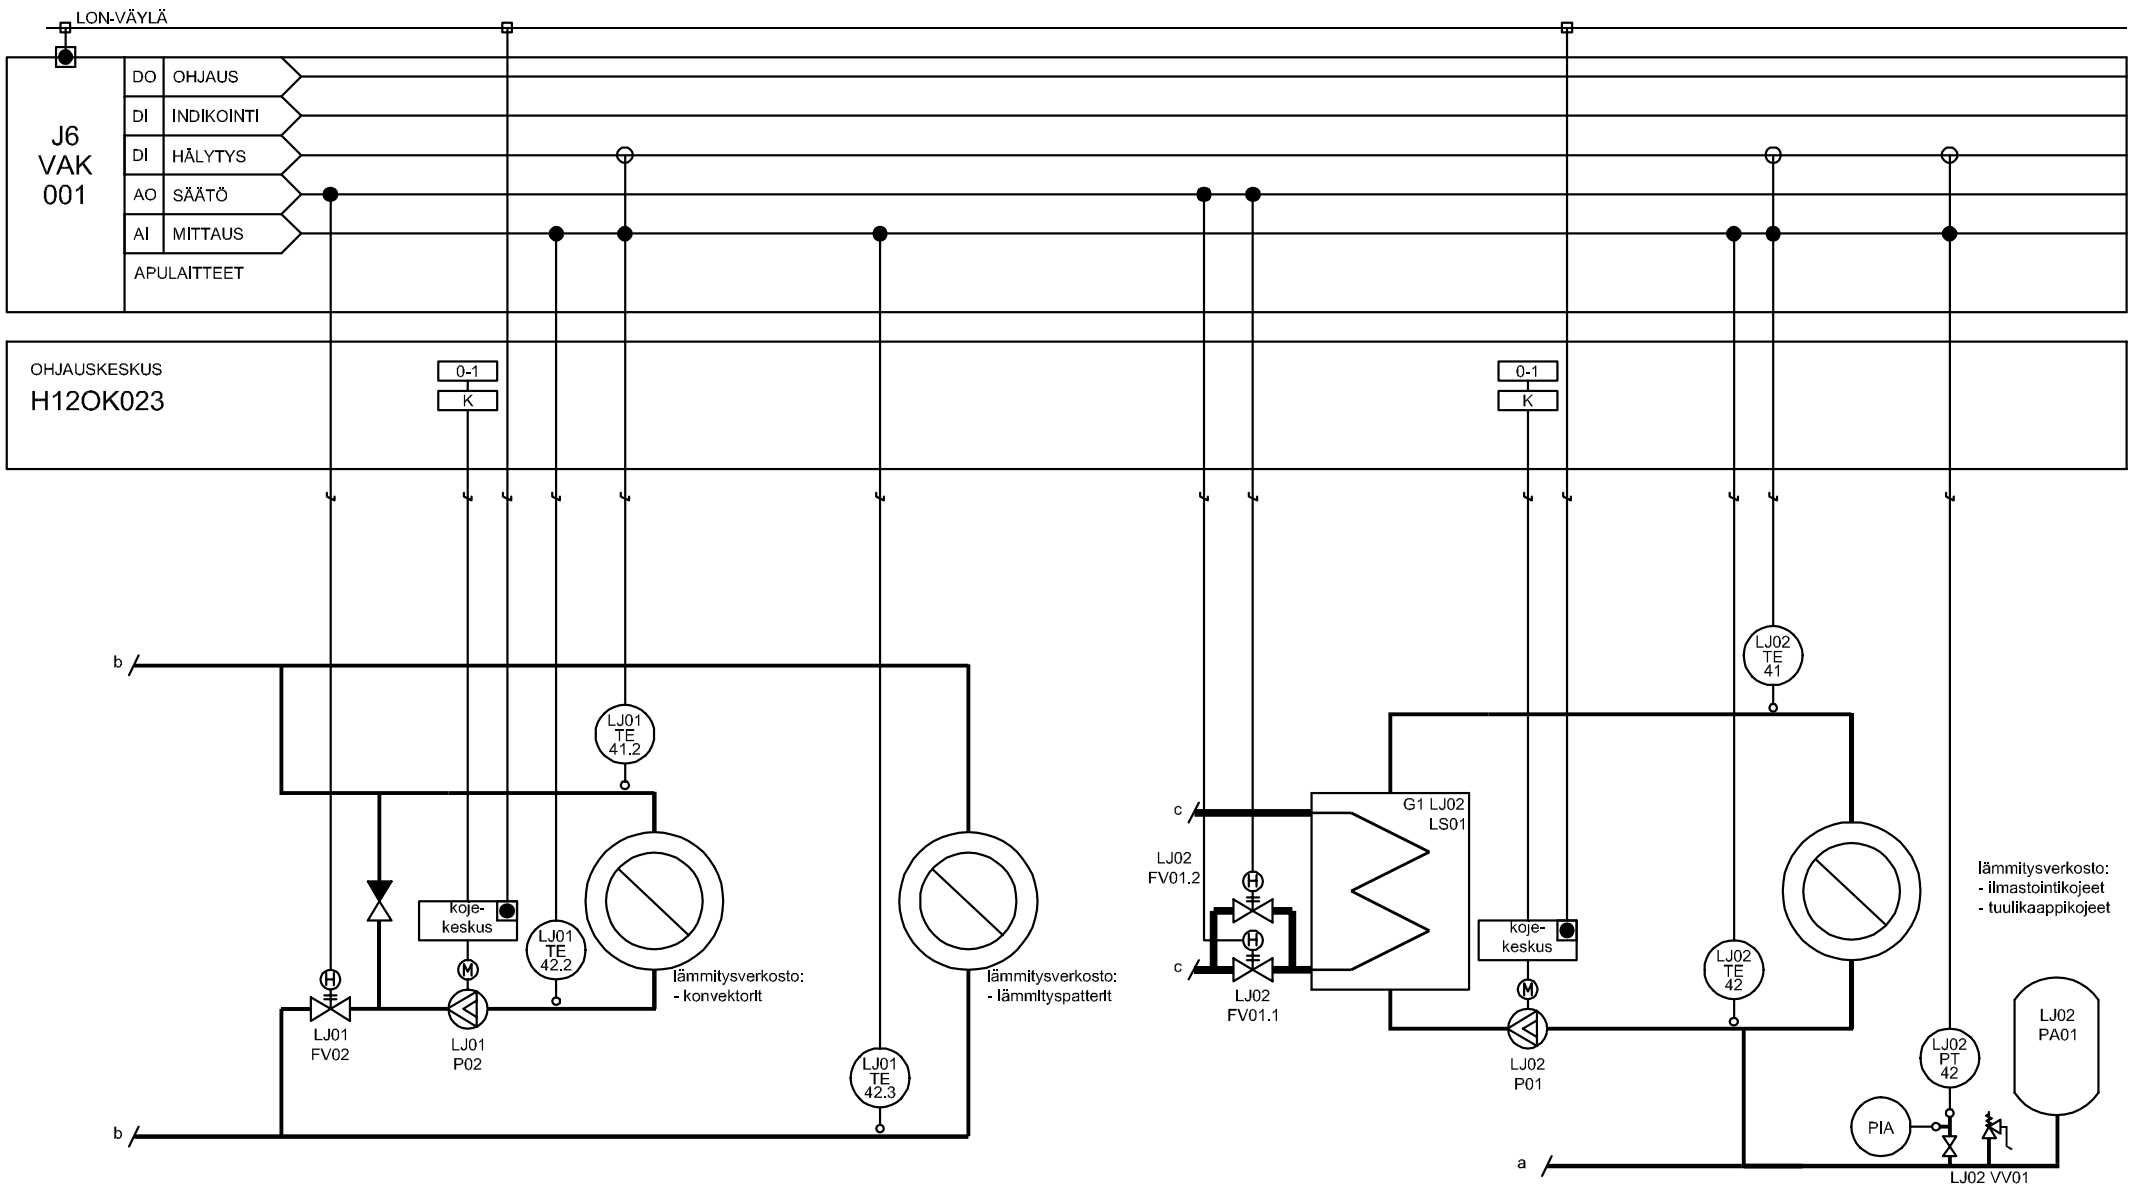 LON-VÄYLÄ
J6
VAK
001
DO OHJAUS
DI INDIKOINTI
DI HÄLYTYS
AO SÄÄTÖ
AI MITTAUS
APULAITTEET
OHJAUSKESKUS
H12OK023
0-1
K
0-1
K
b
LJ01
TE
41.2
koje-
keskus
M
H
LJ01
FV02
LJ01
P02
LJ01
TE
42.2
lämmitysverkosto:
- konvektorit
lämmitysverkosto:
- lämmityspatterit
LJ01
TE
42.3
b
LJ02
TE
41
c
G1 LJ02
LS01
LJ02
FV01.2
H
H
c
LJ02
FV01.1
koje-
keskus
M
LJ02
P01
LJ02
TE
42
lämmitysverkosto:
- ilmastointikojeet
- tuulikaappikojeet
LJ02
PA01
LJ02
PT
42
PIA
a
LJ02 VV01